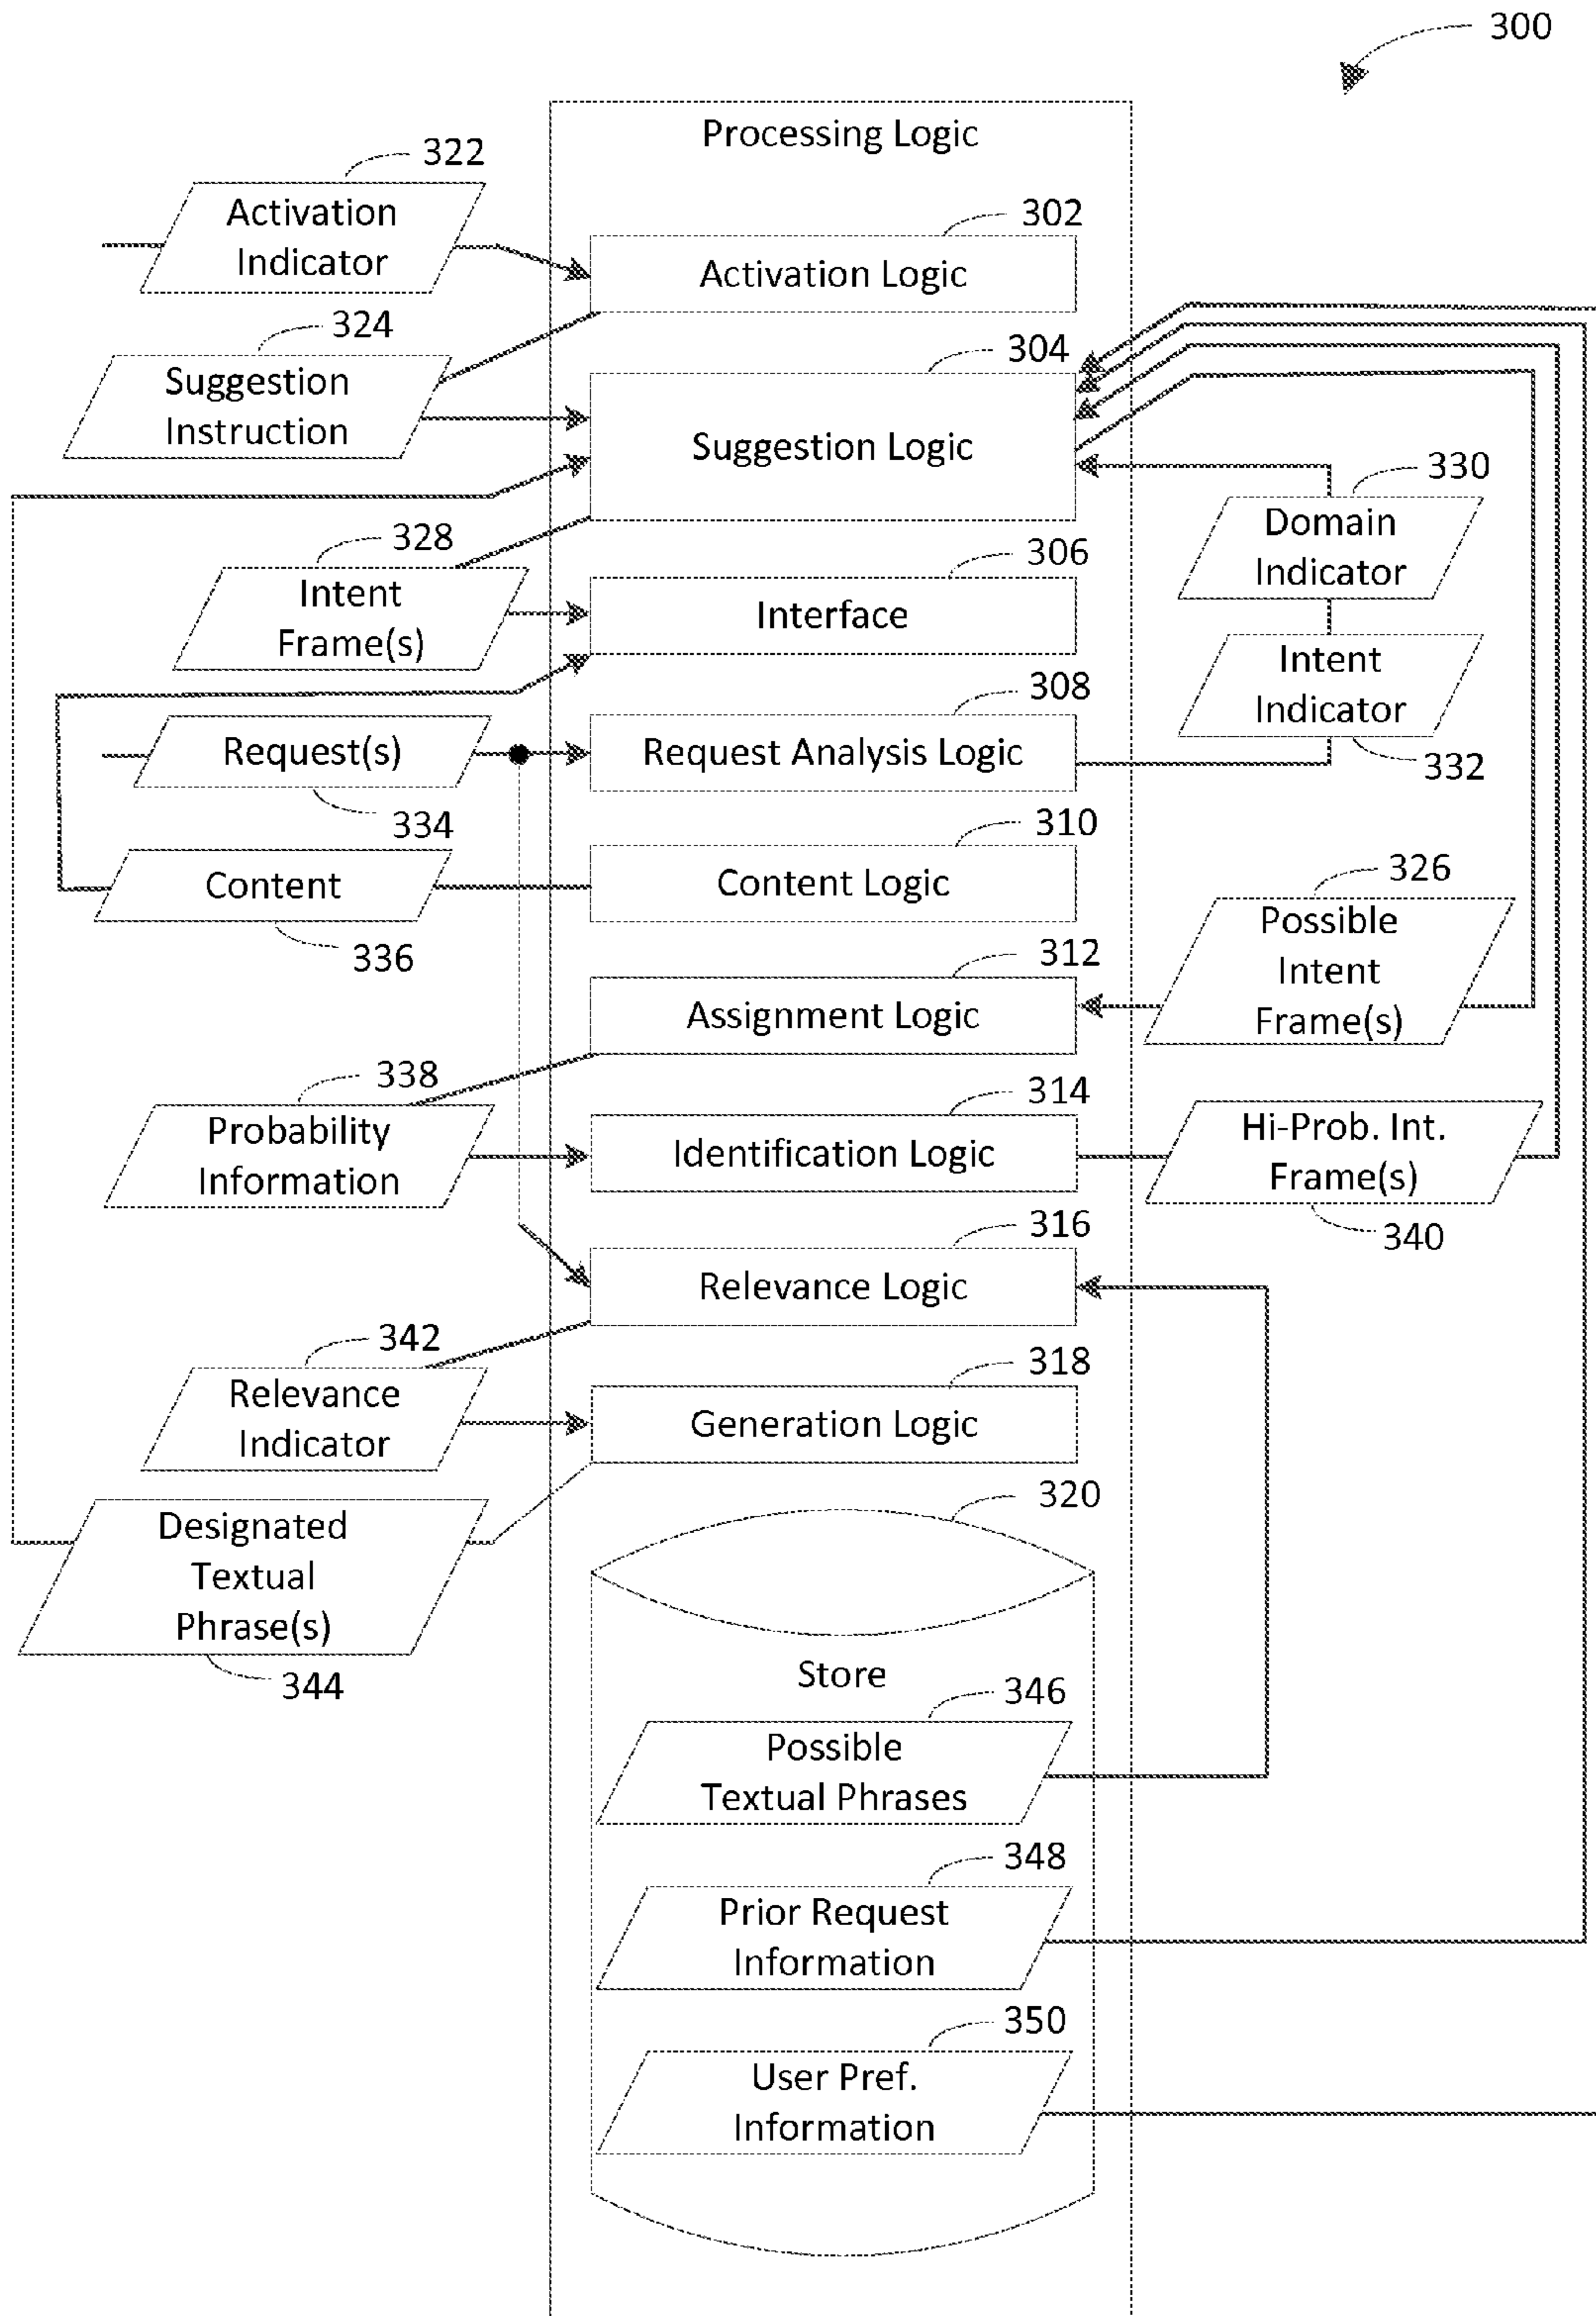 300
Processing Logic
322
Activation
Indicator
302
Activation Logic
324
Suggestion
Instruction
304
Suggestion Logic
330
Domain
Indicator
328
Intent
Frame(s)
306
Interface
Intent
Indicator
332
308
Request(s)
334
Request Analysis Logic
310
Content
336
Content Logic
326
Possible
Intent
Frame(s)
312
Assignment Logic
338
Probability
Information
314
Identification Logic
Hi-Prob. Int.
Frame(s)
340
316
Relevance Logic
342
Relevance
Indicator
318
Generation Logic
Designated
Textual
Phrase(s)
344
320
Store
346
Possible
Textual Phrases
348
Prior Request
Information
350
User Pref.
Information